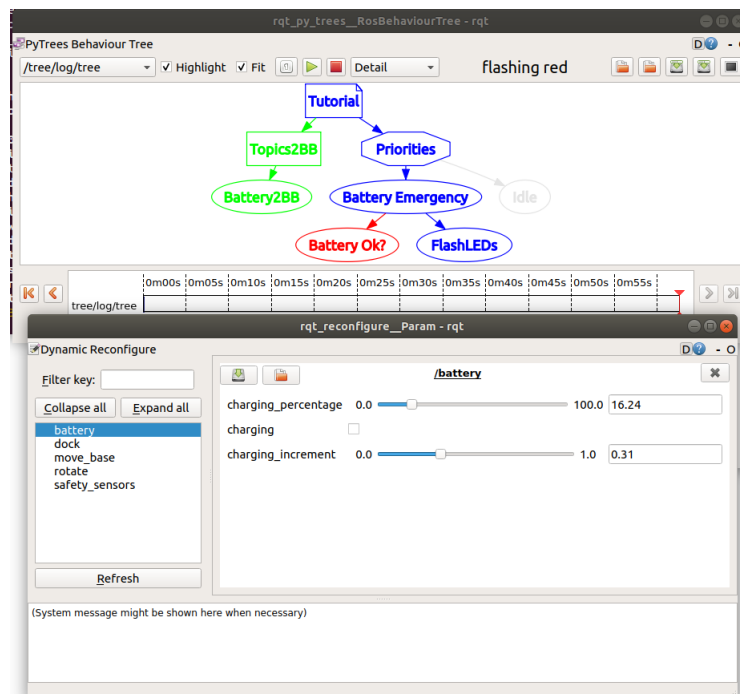 rqt_py_trees__RosBehaviourTree - rqt
PyTrees Behaviour Tree
D - O
/tree/log/tree Highlight Fit Detail flashing red
Tutorial
Topics2BB Priorities
Battery2BB Battery Emergency Idle
Battery Ok? FlashLEDs
0m00s 0m05s 0m10s 0m15s 0m20s 0m25s 0m30s 0m35s 0m40s 0m45s 0m50s 0m55s
tree/log/tree
rqt_reconfigure__Param - rqt
Dynamic Reconfigure D - O
Filter key:
/battery
Collapse all Expand all
charging_percentage 0.0 100.0 16.24
battery
charging
dock
move_base
charging_increment 0.0 1.0 0.31
rotate
safety_sensors
Refresh
(System message might be shown here when necessary)